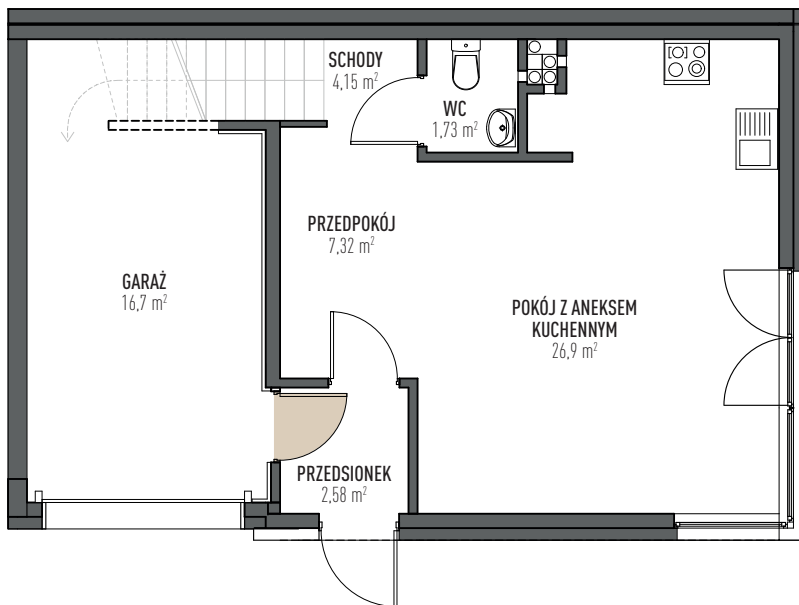 SCHODY
4,15 m²
WC
1,73 m²
PRZEDPOKÓJ
7,32 m²
GARAŻ
16,7 m²
POKÓJ Z ANEKSEM
KUCHENNYM
26,9 m²
PRZEDSIONEK
2,58 m²